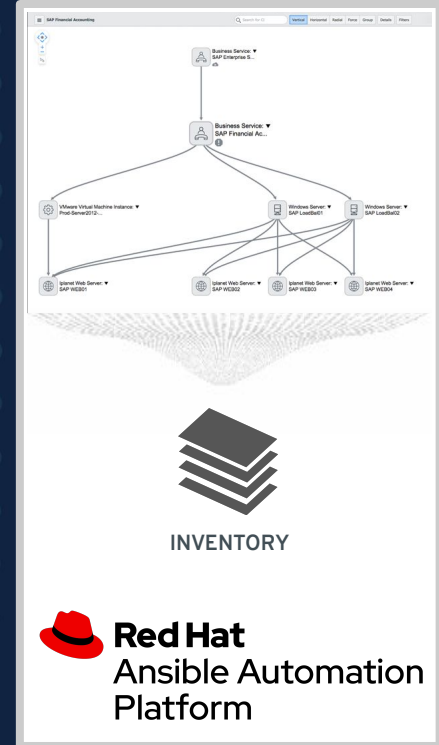 SAP Financial Accounting
Search for CI
Vertical Horizontal Radial Force Group Details Filters
Business Service: ▼
SAP Enterprise S...
Business Service: ▼
SAP Financial Ac...
VMware Virtual Machine Instance: ▼
Prod-Server2012-...
Windows Server: ▼
SAP LoadBal01
Windows Server: ▼
SAP LoadBal02
Iplanet Web Server: ▼
SAP WEB01
Iplanet Web Server: ▼
SAP WEB02
Iplanet Web Server: ▼
SAP WEB03
Iplanet Web Server: ▼
SAP WEB04
INVENTORY
Red Hat
Ansible Automation
Platform